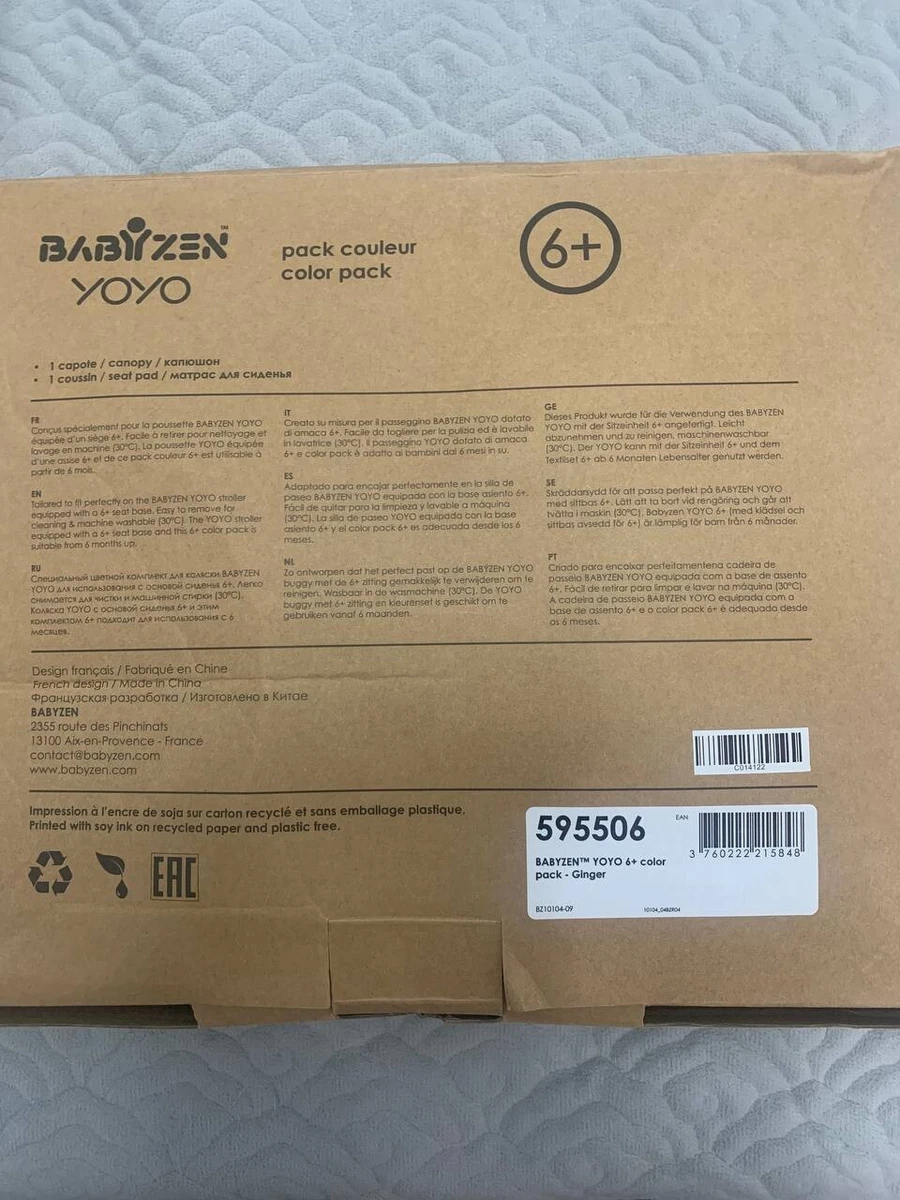 BABYZEN™
YOYO
pack couleur
color pack
6+
• 1 capote / canopy / капюшон
• 1 coussin / seat pad / матрас для сиденья
FR
Conçus spécialement pour la poussette BABYZEN YOYO
équipée d'un siège 6+. Facile à retirer pour nettoyage et
lavage en machine (30°C). La poussette YOYO équipée
d'une assise 6+ et de ce pack couleur 6+ est utilisable à
partir de 6 mois.
EN
Tailored to fit perfectly on the BABYZEN YOYO stroller
equipped with a 6+ seat base. Easy to remove for
cleaning & machine washable (30°C). The YOYO stroller
equipped with a 6+ seat base and this 6+ color pack is
suitable from 6 months up.
RU
Специальный цветной комплект для коляски BABYZEN
YOYO для использования с основой сиденья 6+. Легко
снимается для чистки и машинной стирки (30°C).
Коляска YOYO с основой сиденья 6+ и этим
комплектом 6+ подходит для использования с 6
месяцев.
IT
Creato su misura per il passeggino BABYZEN YOYO dotato
di amaca 6+. Facile da togliere per la pulizia ed è lavabile
in lavatrice (30°C). Il passeggino YOYO dotato di amaca
6+ e color pack è adatto ai bambini dai 6 mesi in su.
ES
Adaptado para encajar perfectamente en la silla de
paseo BABYZEN YOYO equipada con la base asiento 6+.
Fácil de quitar para la limpieza y lavable a máquina
(30°C). La silla de paseo YOYO equipada con la base
asiento 6+ y el color pack 6+ es adecuada desde los 6
meses.
NL
Zo ontworpen dat het perfect past op de BABYZEN YOYO
buggy met de 6+ zitting gemakkelijk te verwijderen om te
reinigen. Wasbaar in de wasmachine (30°C). De YOYO
buggy met 6+ zitting en kleurenset is geschikt om te
gebruiken vanaf 6 maanden.
GE
Dieses Produkt wurde für die Verwendung des BABYZEN
YOYO mit der Sitzeinheit 6+ angefertigt. Leicht
abzunehmen und zu reinigen, maschinenwaschbar
(30°C). Der YOYO kann mit der Sitzeinheit 6+ und dem
Textilset 6+ ab 6 Monaten Lebensalter genutzt werden.
SE
Skräddarsydd för att passa perfekt på BABYZEN YOYO
med sittbas 6+. Lätt att ta bort vid rengöring och går att
tvätta i maskin (30°C). Babyzen YOYO 6+ (med klädsel och
sittbas avsedd för 6+) är lämplig för barn från 6 månader.
PT
Criado para encaixar perfeitamentena cadeira de
passeio BABYZEN YOYO equipada com a base de assento
6+. Fácil de retirar para limpar e lavar na máquina (30°C).
A cadeira de passeio BABYZEN YOYO equipada com a
base de assento 6+ e o color pack 6+ é adequada desde
os 6 meses.
Design français / Fabriqué en Chine
French design / Made in China
Французская разработка / Изготовлено в Китае
BABYZEN
2355 route des Pinchinats
13100 Aix-en-Provence - France
contact@babyzen.com
www.babyzen.com
C014122
Impression à l'encre de soja sur carton recyclé et sans emballage plastique.
Printed with soy ink on recycled paper and plastic free.
EAC
595506
EAN
3 760222 215848
BABYZEN™ YOYO 6+ color
pack - Ginger
BZ10104-09
10104_04BZR04